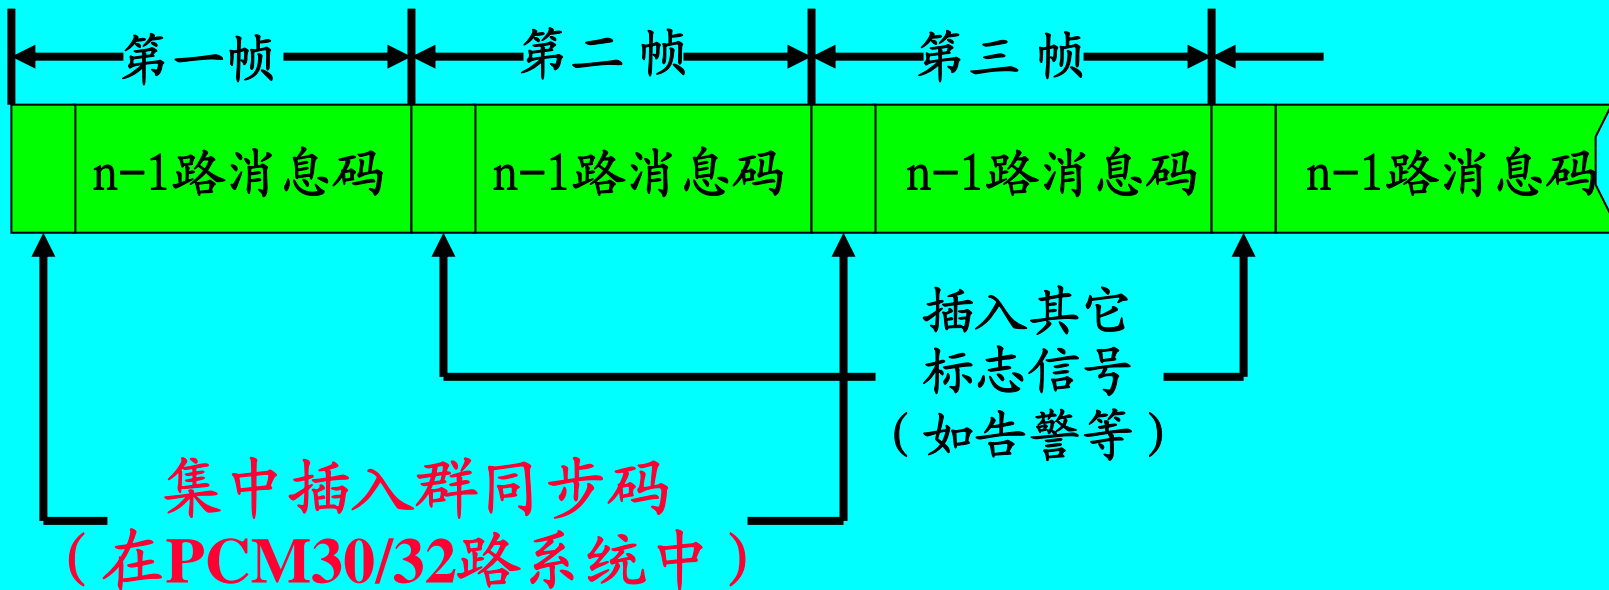 第一帧 第二帧 第三帧
n-1路消息码 n-1路消息码 n-1路消息码 n-1路消息码
插入其它
标志信号
（如告警等）
集中插入群同步码
（在PCM30/32路系统中）